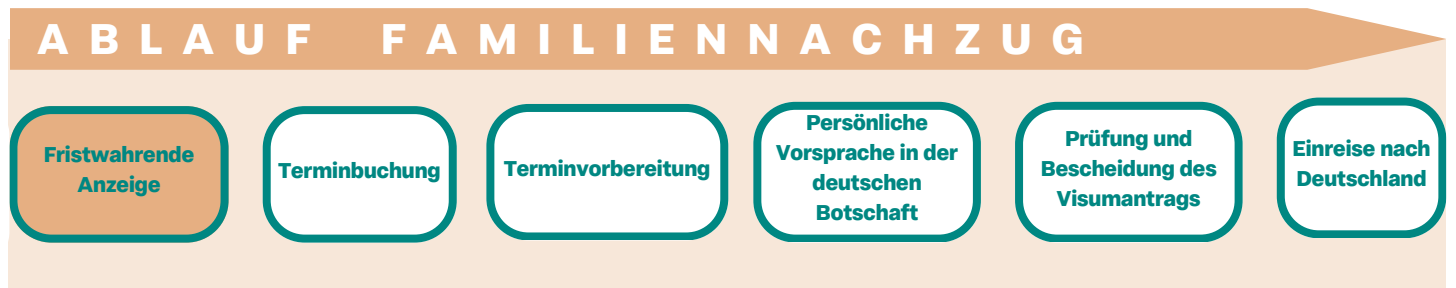 ABLAUF FAMILIENNACHZUG
Fristwahrende
Anzeige
Terminbuchung
Terminvorbereitung
Persönliche
Vorsprache in der
deutschen
Botschaft
Prüfung und
Bescheidung des
Visumantrags
Einreise nach
Deutschland